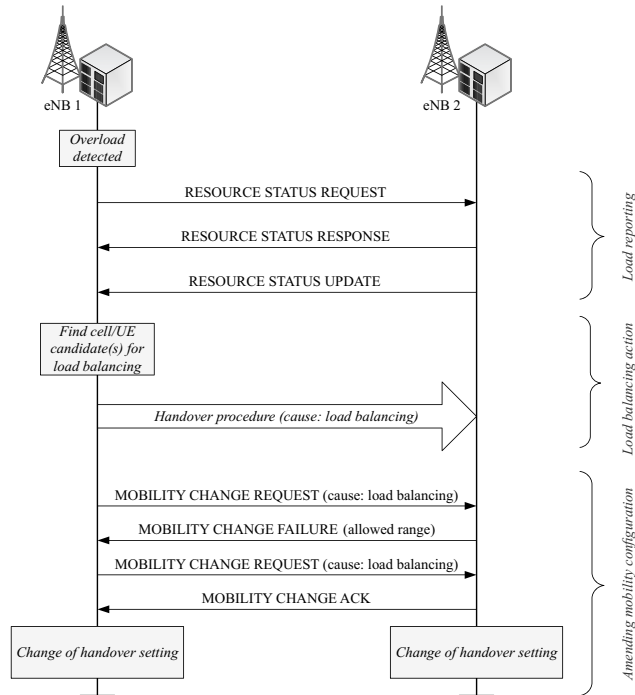 eNB 1
eNB 2
Overload
detected
RESOURCE STATUS REQUEST
RESOURCE STATUS RESPONSE
RESOURCE STATUS UPDATE
Load reporting
Find cell/UE
candidate(s) for
load balancing
Handover procedure (cause: load balancing)
Load balancing action
MOBILITY CHANGE REQUEST (cause: load balancing)
MOBILITY CHANGE FAILURE (allowed range)
MOBILITY CHANGE REQUEST (cause: load balancing)
MOBILITY CHANGE ACK
Change of handover setting
Change of handover setting
Amending mobility configuration